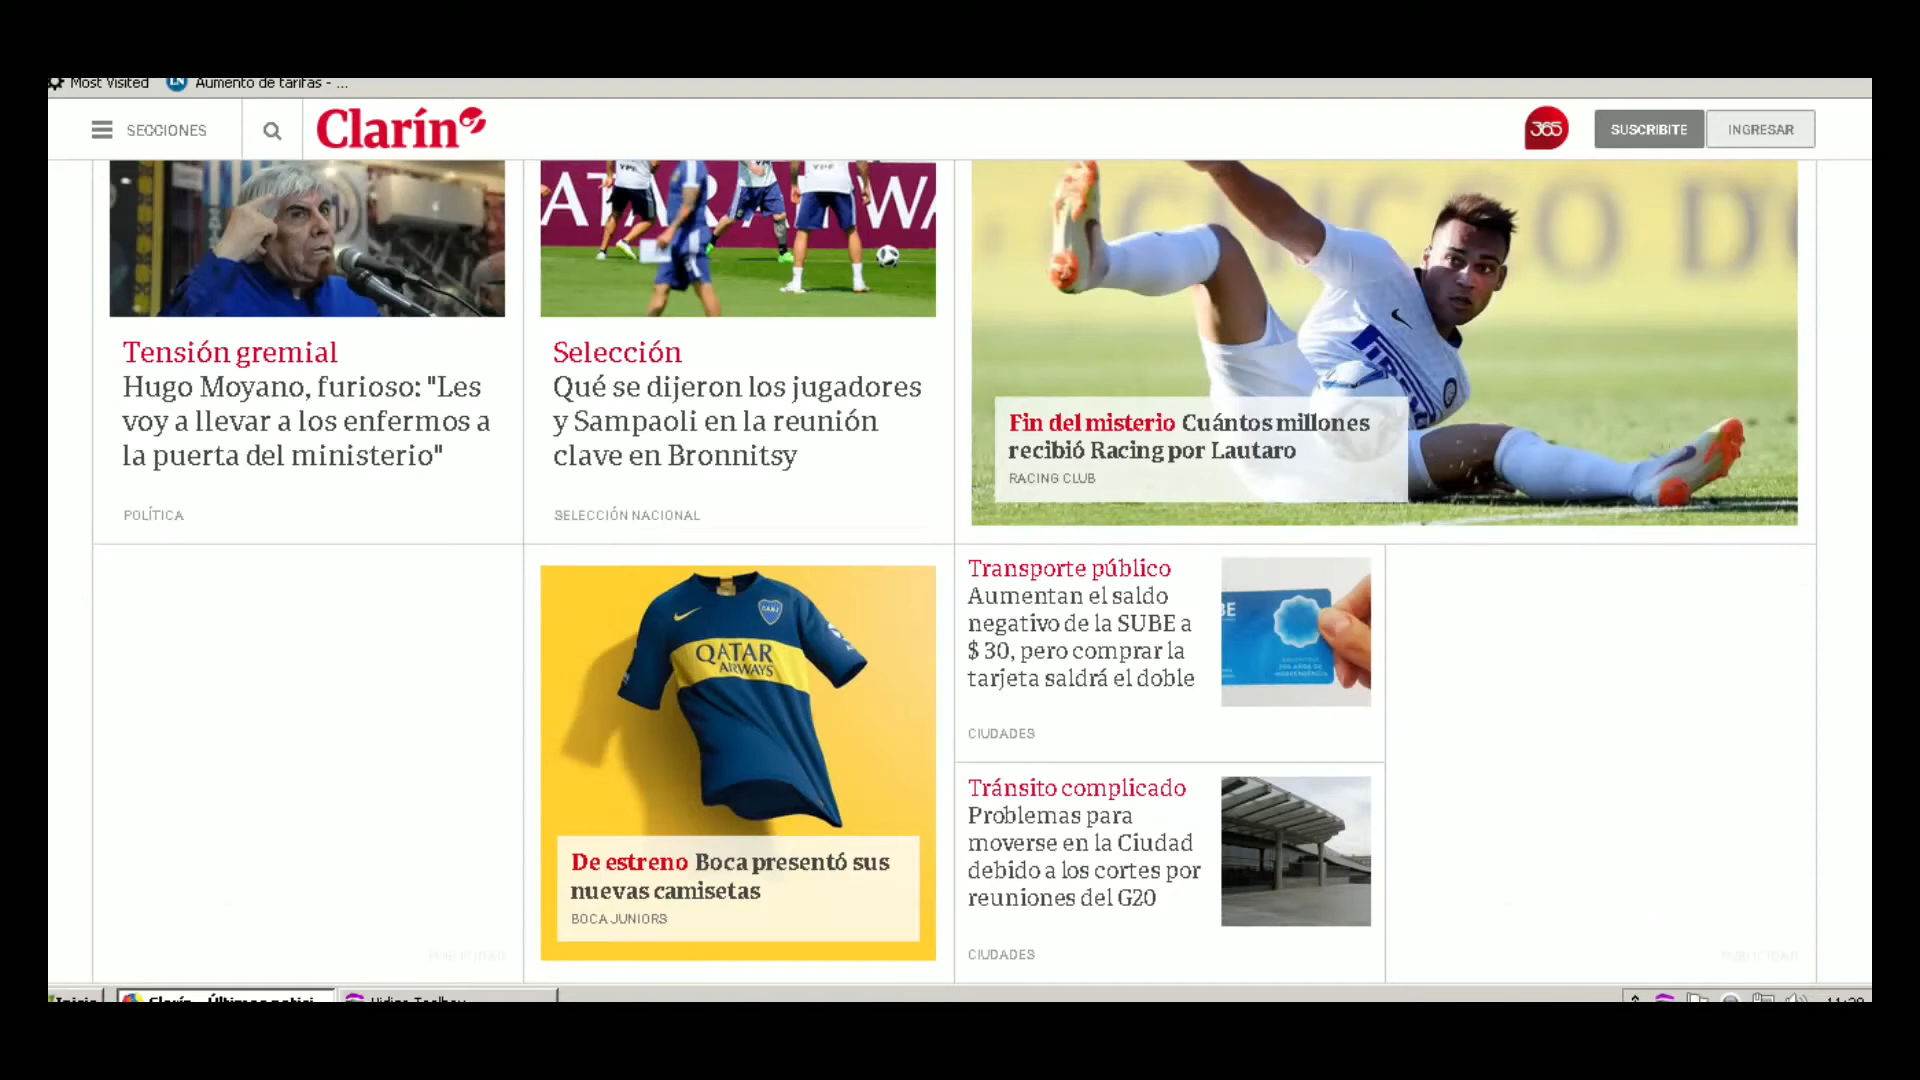 Most Visited
Aumento de tarifas - ...
SECCIONES
Clarín
365
SUSCRIBITE
INGRESAR
YPF
YPF
Tensión gremial
Hugo Moyano, furioso: "Les
voy a llevar a los enfermos a
la puerta del ministerio"
POLÍTICA
Selección
Qué se dijeron los jugadores
y Sampaoli en la reunión
clave en Bronnitsy
SELECCIÓN NACIONAL
Fin del misterio Cuántos millones
recibió Racing por Lautaro
RACING CLUB
QATAR
AIRWAYS
De estreno Boca presentó sus
nuevas camisetas
BOCA JUNIORS
Transporte público
Aumentan el saldo
negativo de la SUBE a
$ 30, pero comprar la
tarjeta saldrá el doble
CIUDADES
Tránsito complicado
Problemas para
moverse en la Ciudad
debido a los cortes por
reuniones del G20
CIUDADES
PUBLICIDAD
PUBLICIDAD